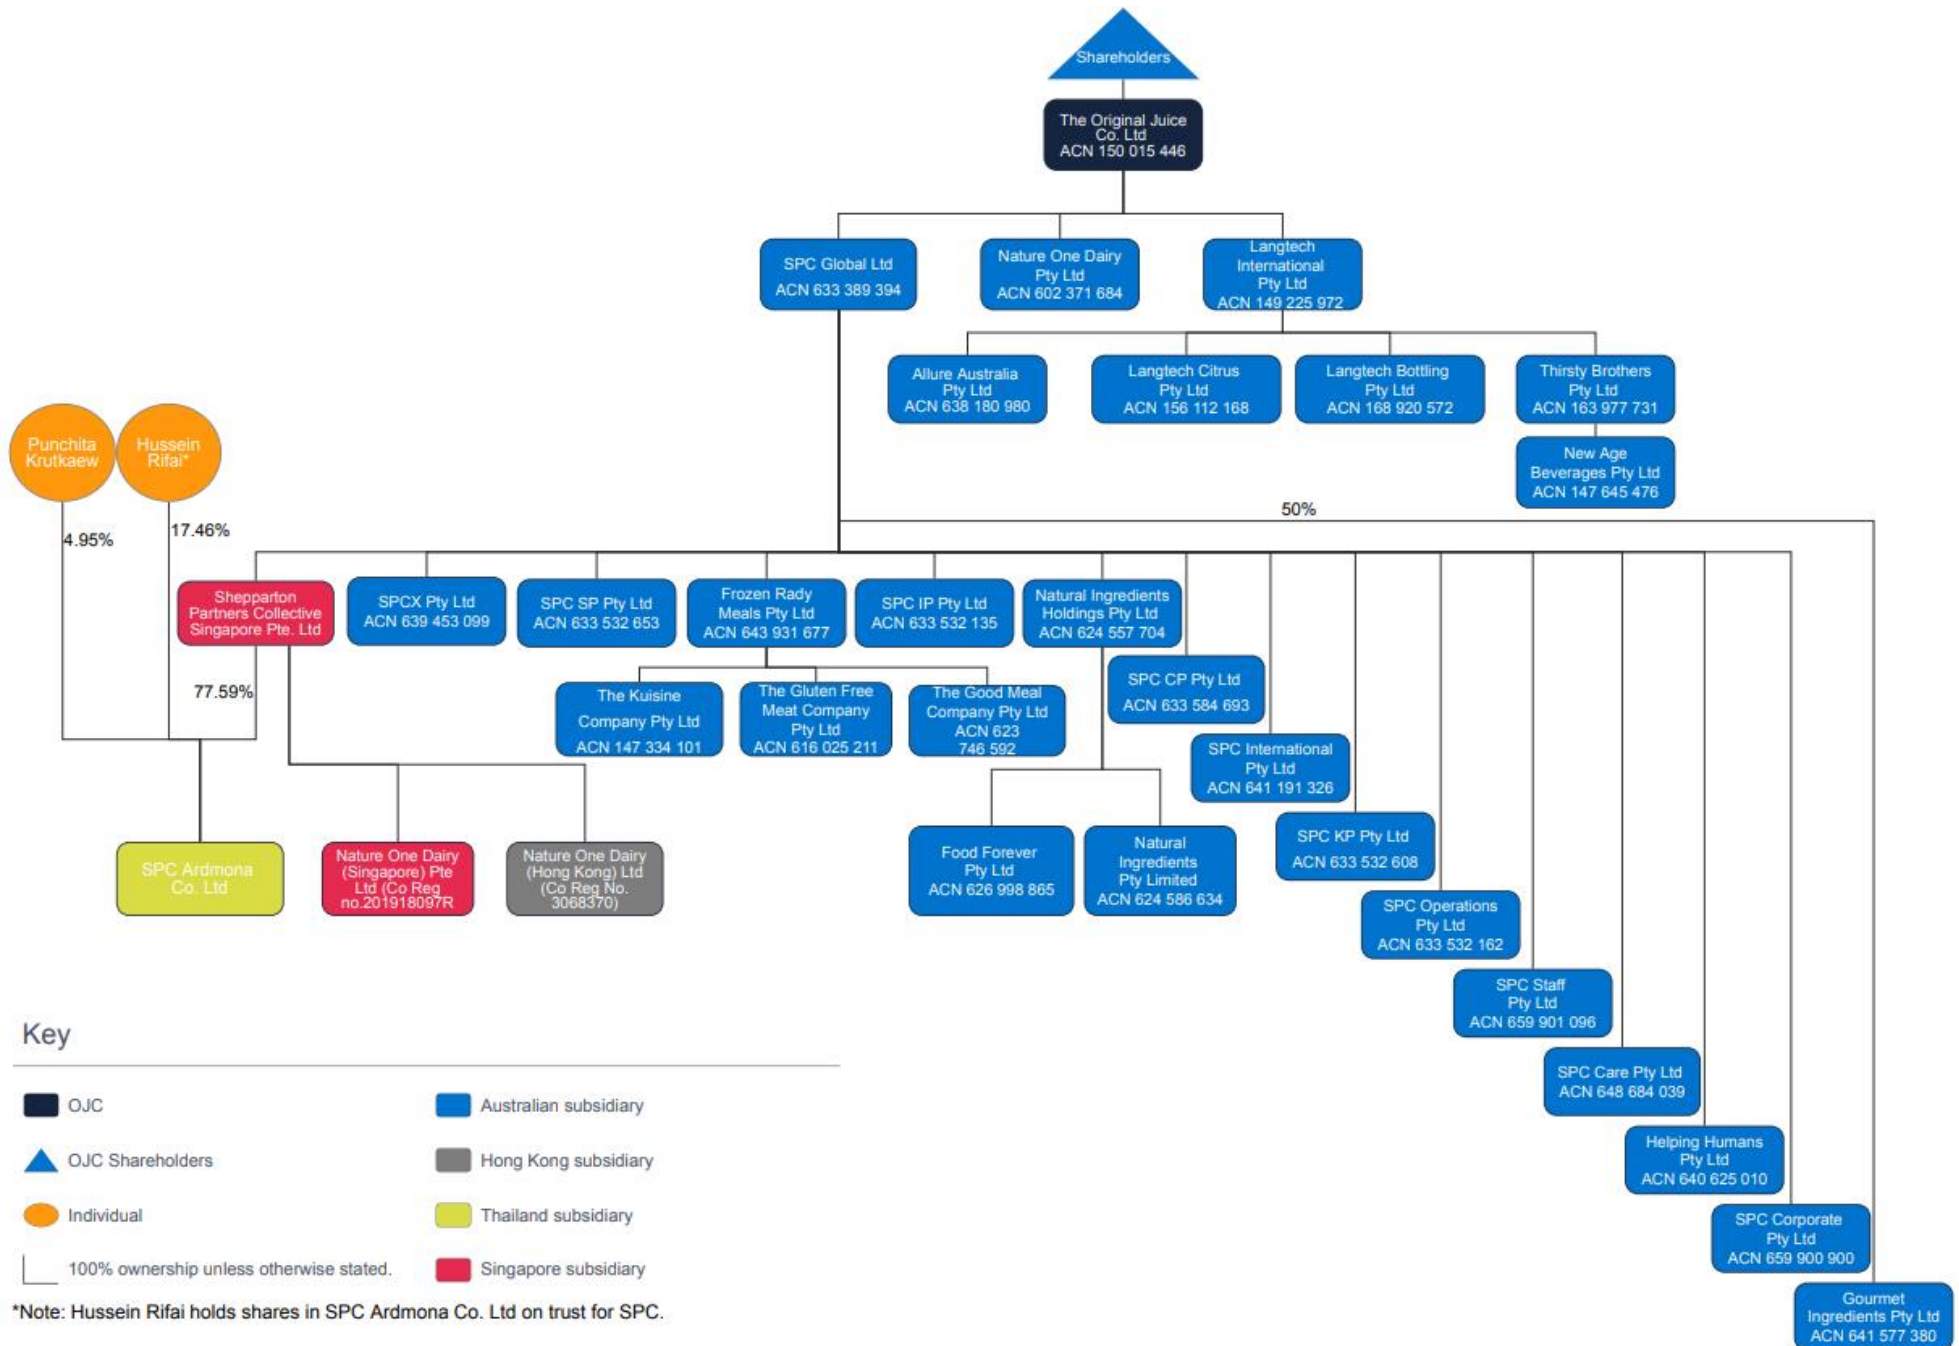 Shareholders
The Original Juice
Co. Ltd
ACN 150 015 446
SPC Global Ltd
ACN 633 389 394
Nature One Dairy
Pty Ltd
ACN 602 371 684
Langtech
International
Pty Ltd
ACN 149 225 972
Allure Australia
Pty Ltd
ACN 638 180 980
Langtech Citrus
Pty Ltd
ACN 156 112 168
Langtech Bottling
Pty Ltd
ACN 168 920 572
Thirsty Brothers
Pty Ltd
ACN 163 977 731
New Age
Beverages Pty Ltd
ACN 147 645 476
Punchita
Krutkaew
Hussein
Rifai*
4.95%
17.46%
50%
Shepparton
Partners Collective
Singapore Pte. Ltd
SPCX Pty Ltd
ACN 639 453 099
SPC SP Pty Ltd
ACN 633 532 653
Frozen Rady
Meals Pty Ltd
ACN 643 931 677
SPC IP Pty Ltd
ACN 633 532 135
Natural Ingredients
Holdings Pty Ltd
ACN 624 557 704
77.59%
The Kuisine
Company Pty Ltd
ACN 147 334 101
The Gluten Free
Meat Company
Pty Ltd
ACN 616 025 211
The Good Meal
Company Pty Ltd
ACN 623
746 592
SPC CP Pty Ltd
ACN 633 584 693
SPC International
Pty Ltd
ACN 641 191 326
SPC KP Pty Ltd
ACN 633 532 608
SPC Ardmona
Co. Ltd
Nature One Dairy
(Singapore) Pte
Ltd (Co Reg
no.201918097R
Nature One Dairy
(Hong Kong) Ltd
(Co Reg No.
3068370)
Food Forever
Pty Ltd
ACN 626 998 865
Natural
Ingredients
Pty Limited
ACN 624 586 634
SPC Operations
Pty Ltd
ACN 633 532 162
SPC Staff
Pty Ltd
ACN 659 901 096
SPC Care Pty Ltd
ACN 648 684 039
Helping Humans
Pty Ltd
ACN 640 625 010
SPC Corporate
Pty Ltd
ACN 659 900 900
Gourmet
Ingredients Pty Ltd
ACN 641 577 380
Key
OJC
Australian subsidiary
OJC Shareholders
Hong Kong subsidiary
Individual
Thailand subsidiary
100% ownership unless otherwise stated.
Singapore subsidiary
*Note: Hussein Rifai holds shares in SPC Ardmona Co. Ltd on trust for SPC.